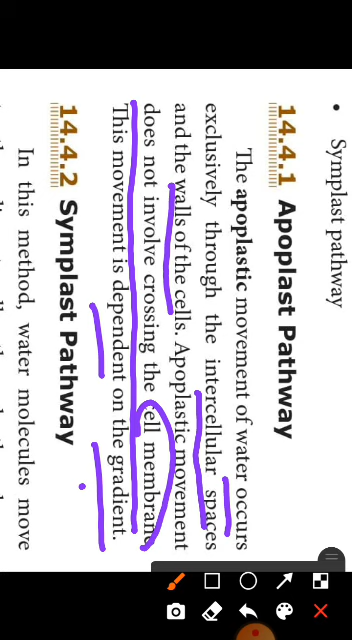 • Symplast pathway
14.4.1 Apoplast Pathway
The apoplastic movement of water occurs
exclusively through the intercellular spaces
and the walls of the cells. Apoplastic movement
does not involve crossing the cell membrane.
This movement is dependent on the gradient.
14.4.2 Symplast Pathway
In this method, water molecules move